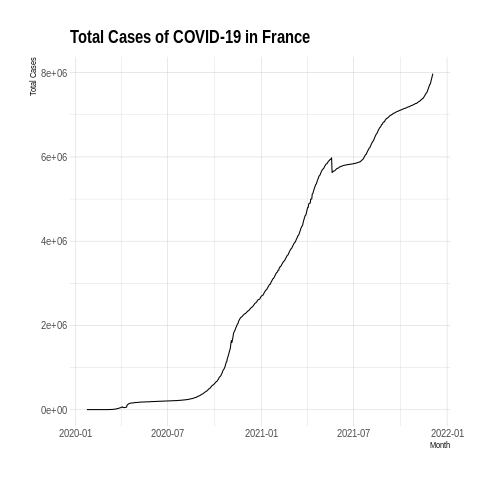 Total Cases of COVID-19 in France
Total Cases
8e+06
6e+06
4e+06
2e+06
0e+00
2020-01
2020-07
2021-01
2021-07
2022-01
Month